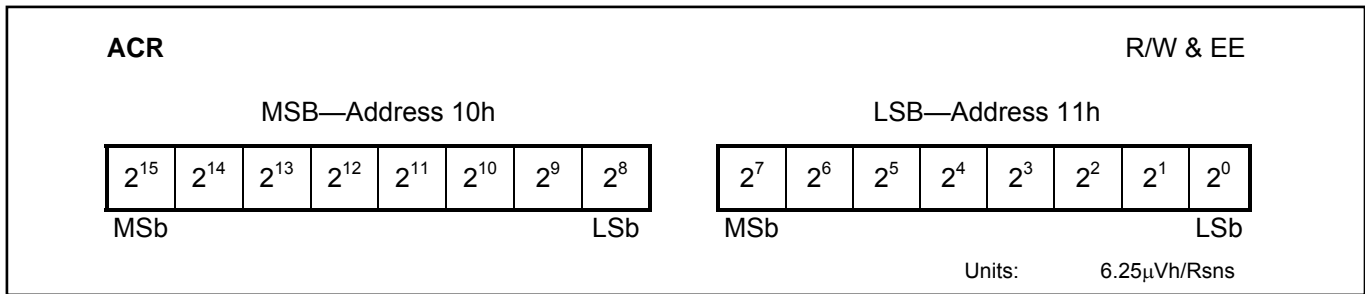 ACR R/W & EE
MSB—Address 10h LSB—Address 11h
2¹⁵ 2¹⁴ 2¹³ 2¹² 2¹¹ 2¹⁰ 2⁹ 2⁸ 2⁷ 2⁶ 2⁵ 2⁴ 2³ 2² 2¹ 2⁰
MSb LSb MSb LSb
Units: 6.25μVh/Rsns